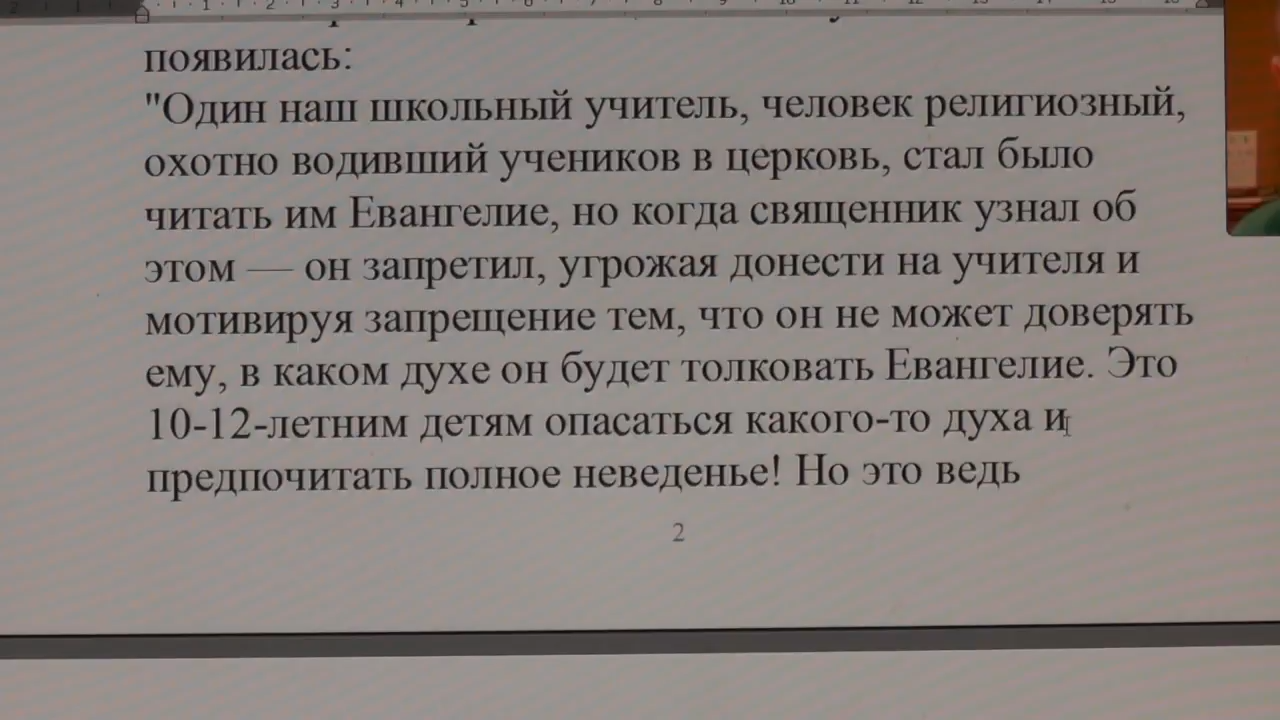 появилась:
"Один наш школьный учитель, человек религиозный,
охотно водивший учеников в церковь, стал было
читать им Евангелие, но когда священник узнал об
этом — он запретил, угрожая донести на учителя и
мотивируя запрещение тем, что он не может доверять
ему, в каком духе он будет толковать Евангелие. Это
10-12-летним детям опасаться какого-то духа и
предпочитать полное неведенье! Но это ведь
2